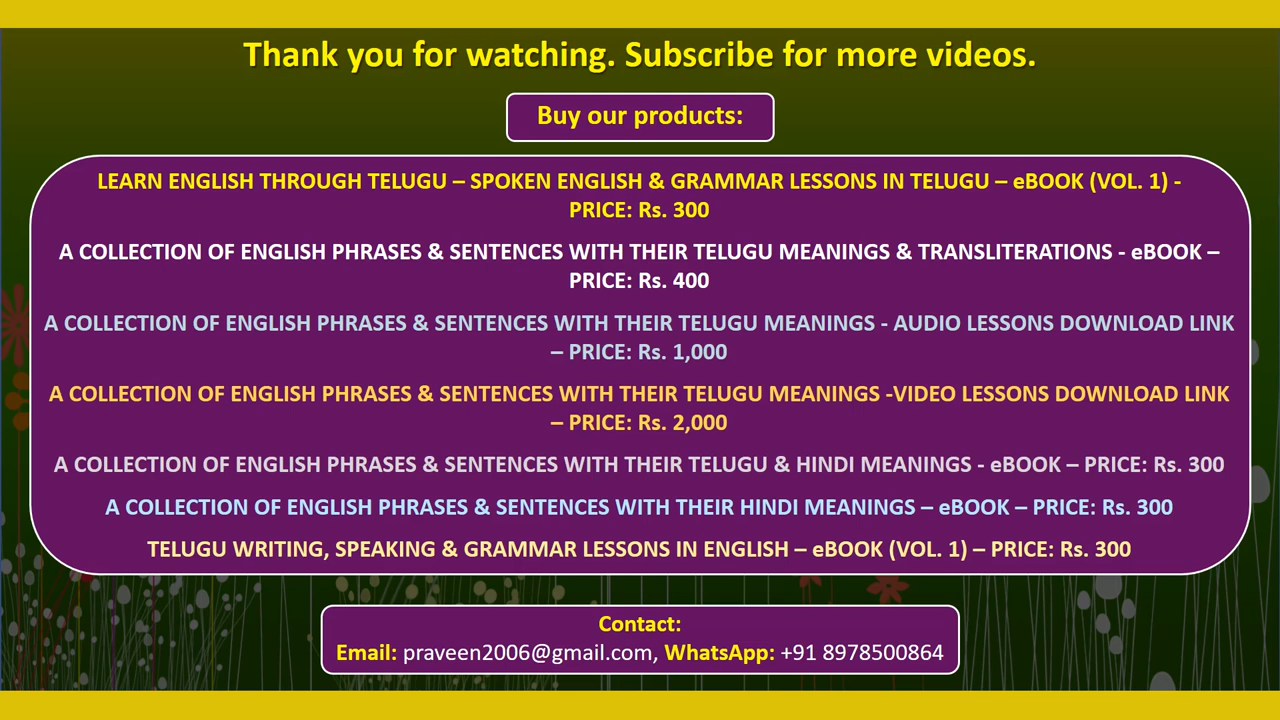 Thank you for watching. Subscribe for more videos.
Buy our products:
LEARN ENGLISH THROUGH TELUGU – SPOKEN ENGLISH & GRAMMAR LESSONS IN TELUGU – eBOOK (VOL. 1) -
PRICE: Rs. 300
A COLLECTION OF ENGLISH PHRASES & SENTENCES WITH THEIR TELUGU MEANINGS & TRANSLITERATIONS - eBOOK –
PRICE: Rs. 400
A COLLECTION OF ENGLISH PHRASES & SENTENCES WITH THEIR TELUGU MEANINGS - AUDIO LESSONS DOWNLOAD LINK
– PRICE: Rs. 1,000
A COLLECTION OF ENGLISH PHRASES & SENTENCES WITH THEIR TELUGU MEANINGS -VIDEO LESSONS DOWNLOAD LINK
– PRICE: Rs. 2,000
A COLLECTION OF ENGLISH PHRASES & SENTENCES WITH THEIR TELUGU & HINDI MEANINGS - eBOOK – PRICE: Rs. 300
A COLLECTION OF ENGLISH PHRASES & SENTENCES WITH THEIR HINDI MEANINGS – eBOOK – PRICE: Rs. 300
TELUGU WRITING, SPEAKING & GRAMMAR LESSONS IN ENGLISH – eBOOK (VOL. 1) – PRICE: Rs. 300
Contact:
Email: praveen2006@gmail.com, WhatsApp: +91 8978500864